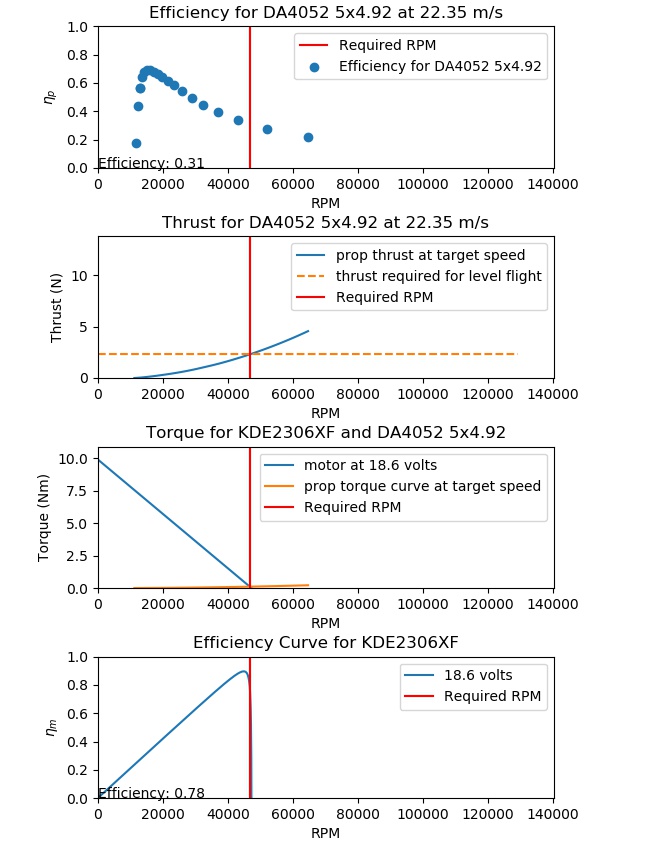 Efficiency for DA4052 5x4.92 at 22.35 m/s
1.0
0.8
0.6
0.4
0.2
0.0
ηp
Required RPM
Efficiency for DA4052 5x4.92
Efficiency: 0.31
0 20000 40000 60000 80000 100000 120000 140000
RPM
Thrust for DA4052 5x4.92 at 22.35 m/s
10
5
0
Thrust (N)
prop thrust at target speed
thrust required for level flight
Required RPM
0 20000 40000 60000 80000 100000 120000 140000
RPM
Torque for KDE2306XF and DA4052 5x4.92
10.0
7.5
5.0
2.5
0.0
Torque (Nm)
motor at 18.6 volts
prop torque curve at target speed
Required RPM
0 20000 40000 60000 80000 100000 120000 140000
RPM
Efficiency Curve for KDE2306XF
1.0
0.8
0.6
0.4
0.2
0.0
ηm
18.6 volts
Required RPM
Efficiency: 0.78
0 20000 40000 60000 80000 100000 120000 140000
RPM